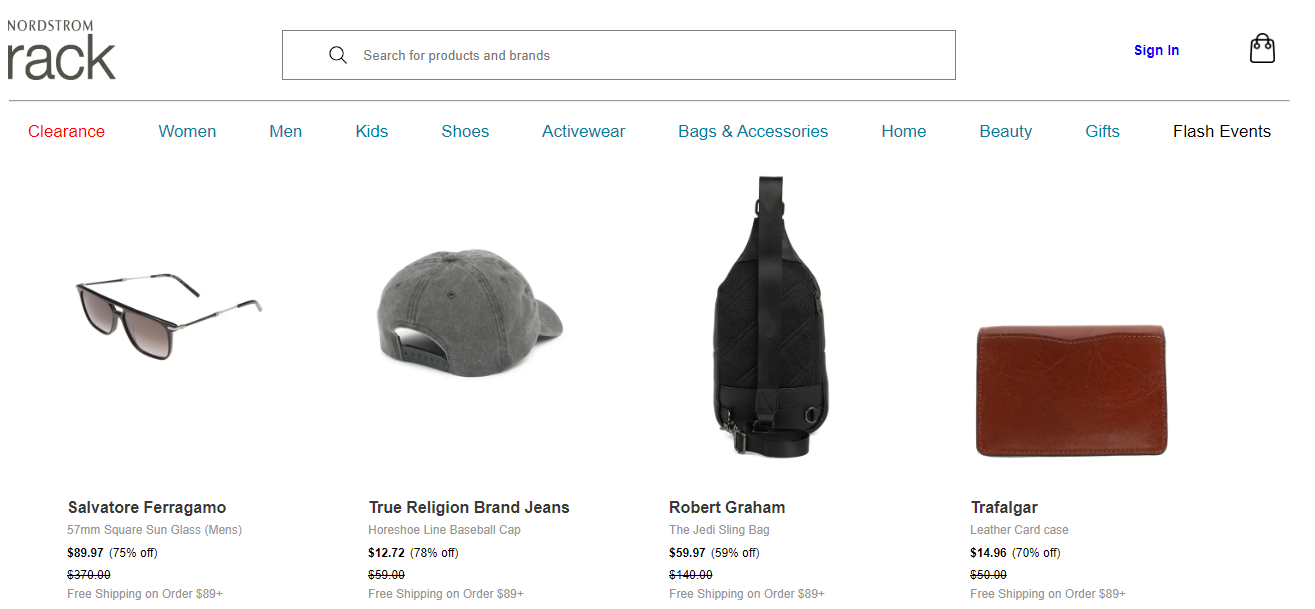 NORDSTROM
rack
Search for products and brands
Sign In
Clearance Women Men Kids Shoes Activewear Bags & Accessories Home Beauty Gifts Flash Events
Salvatore Ferragamo
57mm Square Sun Glass (Mens)
$89.97 (75% off)
$370.00
Free Shipping on Order $89+
True Religion Brand Jeans
Horeshoe Line Baseball Cap
$12.72 (78% off)
$59.00
Free Shipping on Order $89+
Robert Graham
The Jedi Sling Bag
$59.97 (59% off)
$140.00
Free Shipping on Order $89+
Trafalgar
Leather Card case
$14.96 (70% off)
$50.00
Free Shipping on Order $89+